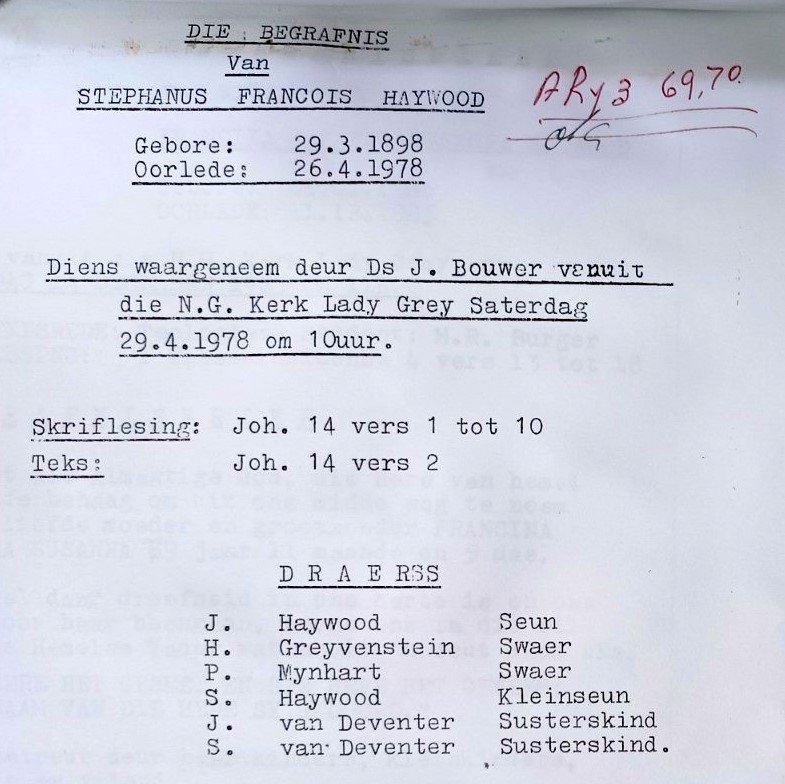 DIE BEGRAFNIS
Van
STEPHANUS FRANCOIS HAYWOOD
ARY 3 69,70.
Gebore: 29.3.1898
Oorlede: 26.4.1978
Diens waargeneem deur Ds J. Bouwer vanuit
die N.G. Kerk Lady Grey Saterdag
29.4.1978 om 10uur.
Skriflesing: Joh. 14 vers 1 tot 10
Teks: Joh. 14 vers 2
D R A E RSS
J. Haywood Seun
H. Greyvenstein Swaer
P. Mynhart Swaer
S. Haywood Kleinseun
J. van Deventer Susterskind
S. van Deventer Susterskind.